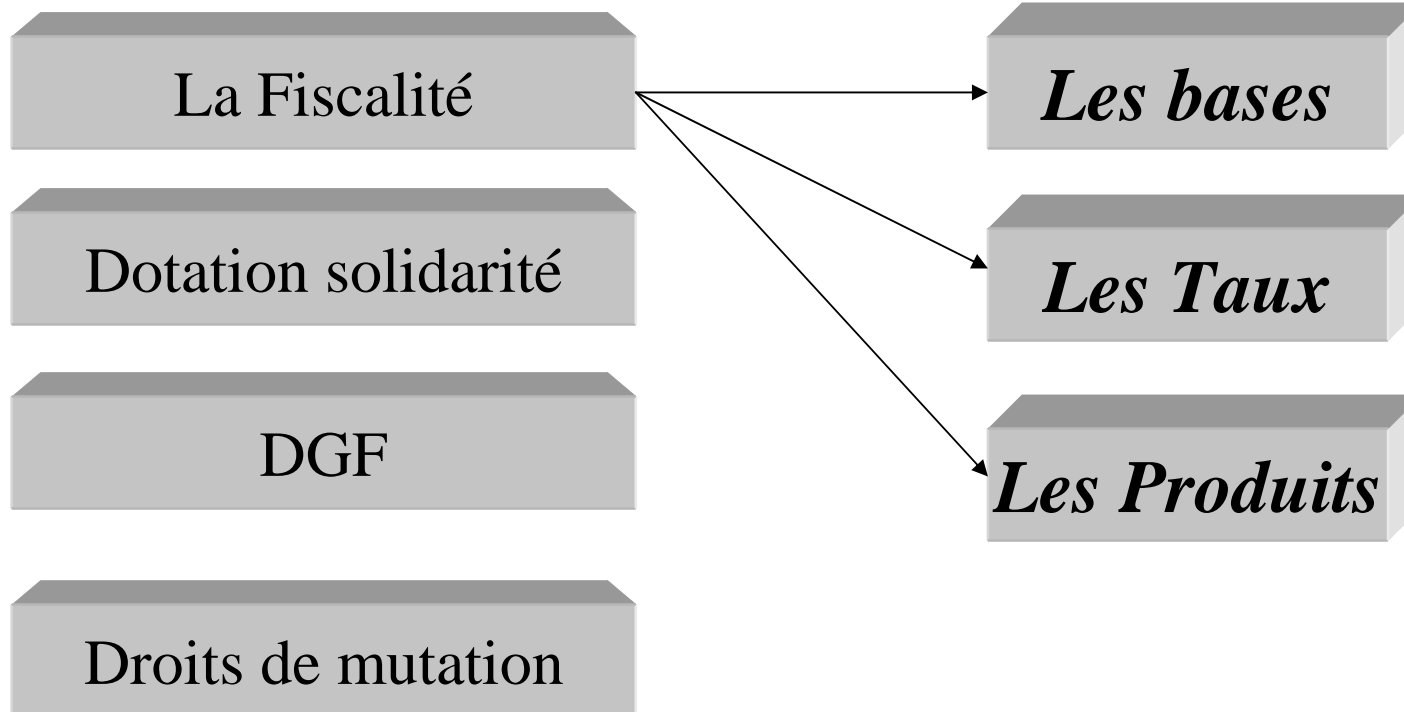 La Fiscalité
Les bases
Dotation solidarité
Les Taux
DGF
Les Produits
Droits de mutation